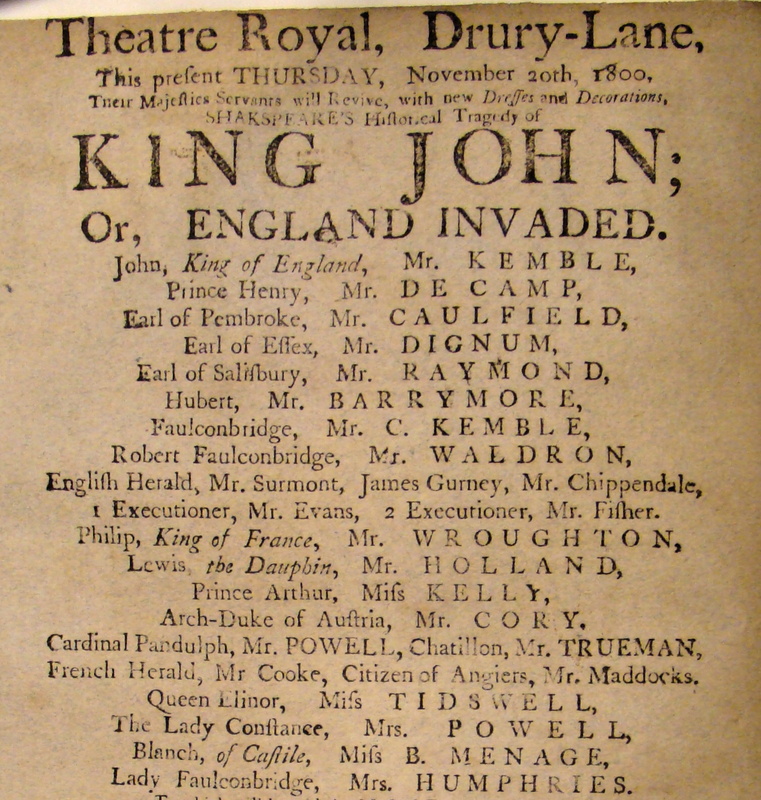 Theatre Royal, Drury-Lane,
This preſent THURSDAY, November 20th, 1800,
Their Majeſties Servants will Revive, with new Dreſſes and Decorations,
SHAKSPEARE'S Hiſtorical Tragedy of
KING JOHN;
Or, ENGLAND INVADED.
John, King of England, Mr. KEMBLE,
Prince Henry, Mr. DE CAMP,
Earl of Pembroke, Mr. CAULFIELD,
Earl of Eſſex, Mr. DIGNUM,
Earl of Saliſbury, Mr. RAYMOND,
Hubert, Mr. BARRYMORE,
Faulconbridge, Mr. C. KEMBLE,
Robert Faulconbridge, Mr. WALDRON,
Engliſh Herald, Mr. Surmont, James Gurney, Mr. Chippendale,
1 Executioner, Mr. Evans, 2 Executioner, Mr. Fiſher.
Philip, King of France, Mr. WROUGHTON,
Lewis, the Dauphin, Mr. HOLLAND,
Prince Arthur, Miſs KELLY,
Arch-Duke of Auſtria, Mr. CORY,
Cardinal Pandulph, Mr. POWELL, Chatillon, Mr. TRUEMAN,
French Herald, Mr Cooke, Citizen of Angiers, Mr. Maddocks.
Queen Elinor, Miſs TIDSWELL,
The Lady Conſtance, Mrs. POWELL,
Blanch, of Caſtile, Miſs B. MENAGE,
Lady Faulconbridge, Mrs. HUMPHRIES.